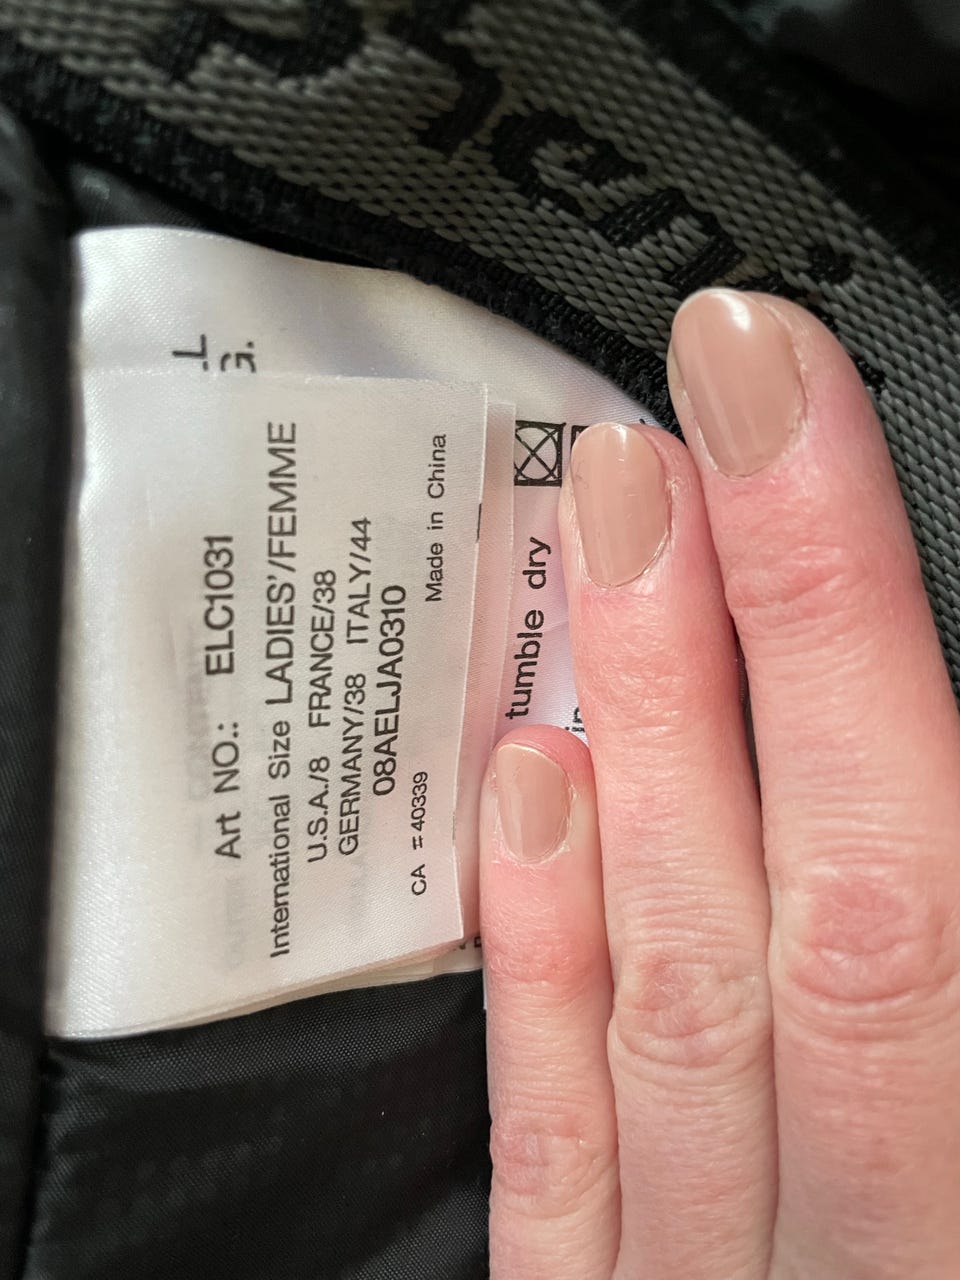 Art NO.: ELC1031
International Size LADIES'/FEMME
U.S.A./8 FRANCE/38
GERMANY/38 ITALY/44
08AELJA0310
CA # 40339 Made in China
tumble dry